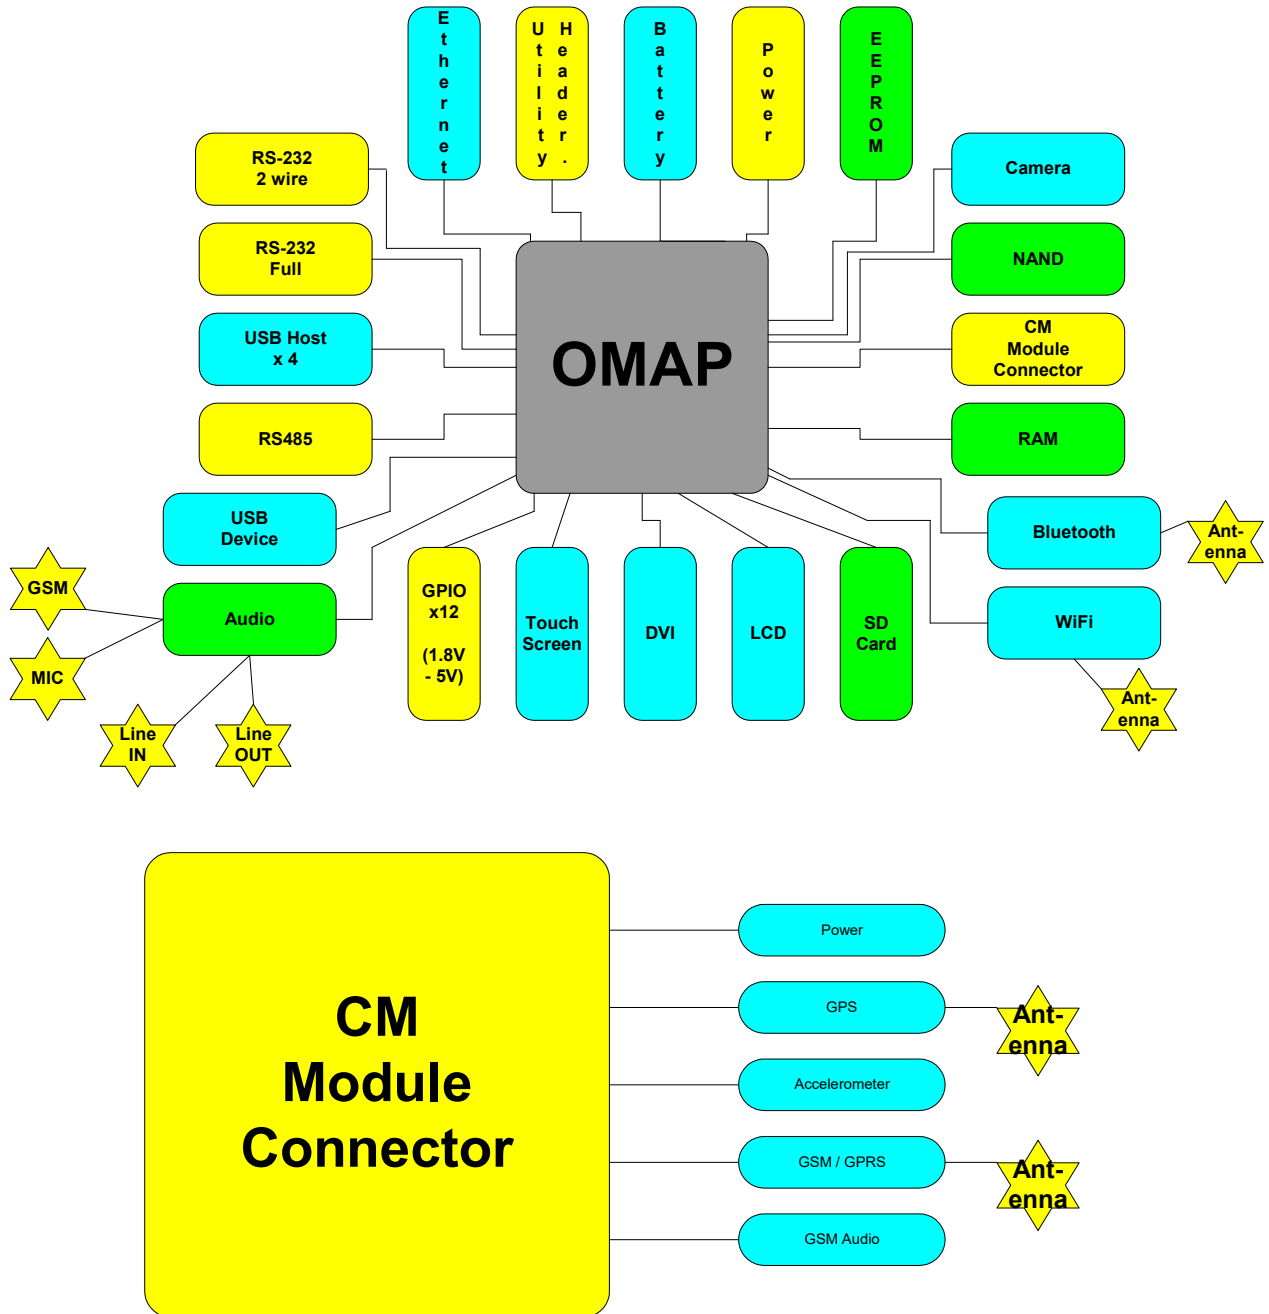 Ethernet
Utility
Header.
Battery
Power
EEPROM
RS-232
2 wire
Camera
RS-232
Full
NAND
USB Host
x 4
OMAP
CM
Module
Connector
RS485
RAM
USB
Device
Bluetooth
Ant-
enna
GSM
Audio
GPIO
x12
(1.8V
- 5V)
Touch
Screen
DVI
LCD
SD
Card
WiFi
MIC
Ant-
enna
Line
IN
Line
OUT
CM
Module
Connector
Power
GPS
Ant-
enna
Accelerometer
GSM / GPRS
Ant-
enna
GSM Audio